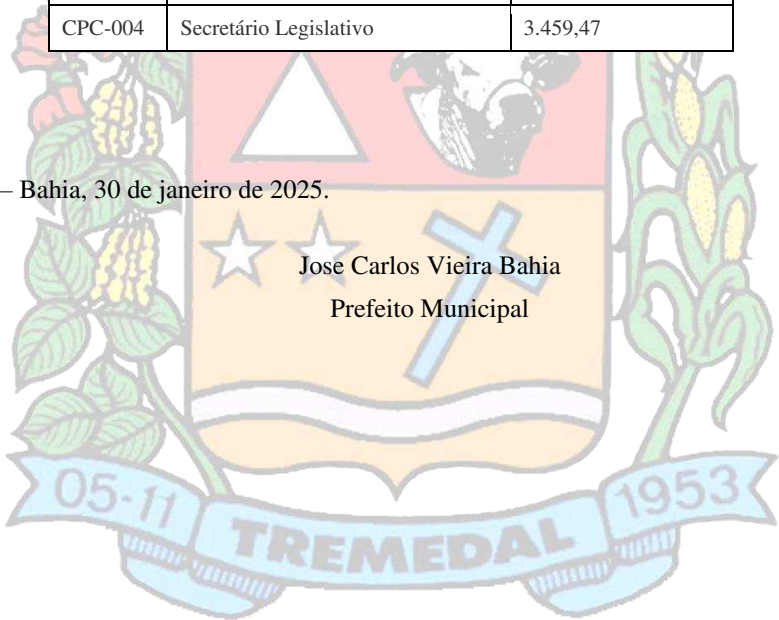 CPC-004 Secretário Legislativo 3.459,47
– Bahia, 30 de janeiro de 2025.
Jose Carlos Vieira Bahia
Prefeito Municipal
05-11 TREMEDAL 1953